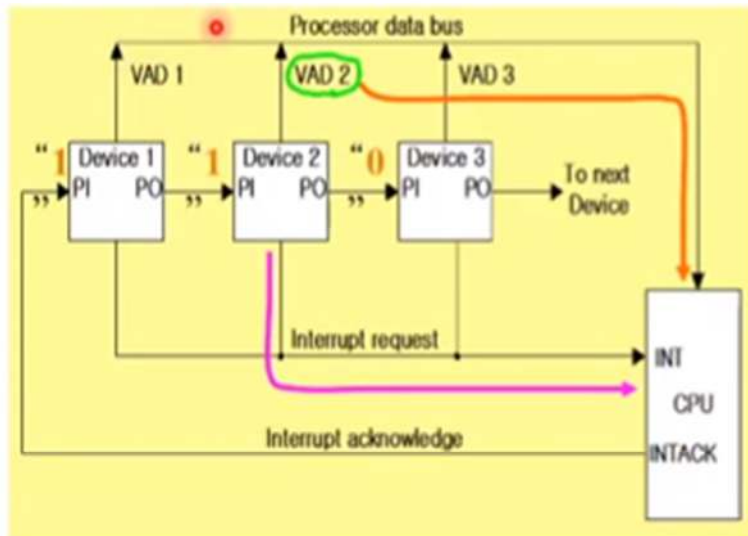 Processor data bus
VAD 1
VAD 2
VAD 3
“1” Device 1 “1” Device 2 “0” Device 3
PI PO PI PO PI PO
To next
Device
Interrupt request
INT
CPU
Interrupt acknowledge
INTACK